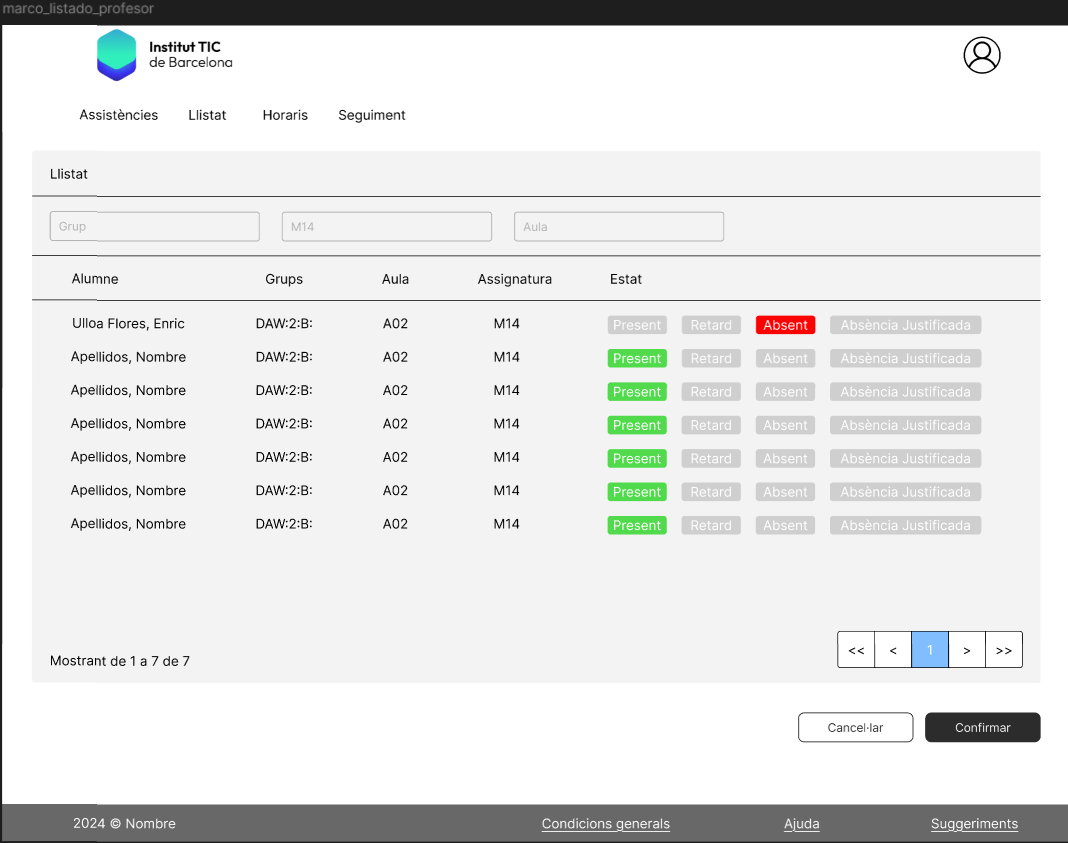 marco_listado_profesor
Institut TIC
de Barcelona
Assistències Llistat Horaris Seguiment
Llistat
Grup M14 Aula
Alumne Grups Aula Assignatura Estat
Ulloa Flores, Enric DAW:2:B: A02 M14 Present Retard Absent Absència Justificada
Apellidos, Nombre DAW:2:B: A02 M14 Present Retard Absent Absència Justificada
Apellidos, Nombre DAW:2:B: A02 M14 Present Retard Absent Absència Justificada
Apellidos, Nombre DAW:2:B: A02 M14 Present Retard Absent Absència Justificada
Apellidos, Nombre DAW:2:B: A02 M14 Present Retard Absent Absència Justificada
Apellidos, Nombre DAW:2:B: A02 M14 Present Retard Absent Absència Justificada
Apellidos, Nombre DAW:2:B: A02 M14 Present Retard Absent Absència Justificada
Mostrant de 1 a 7 de 7 << < 1 > >>
Cancel·lar Confirmar
2024 © Nombre Condicions generals Ajuda Suggeriments